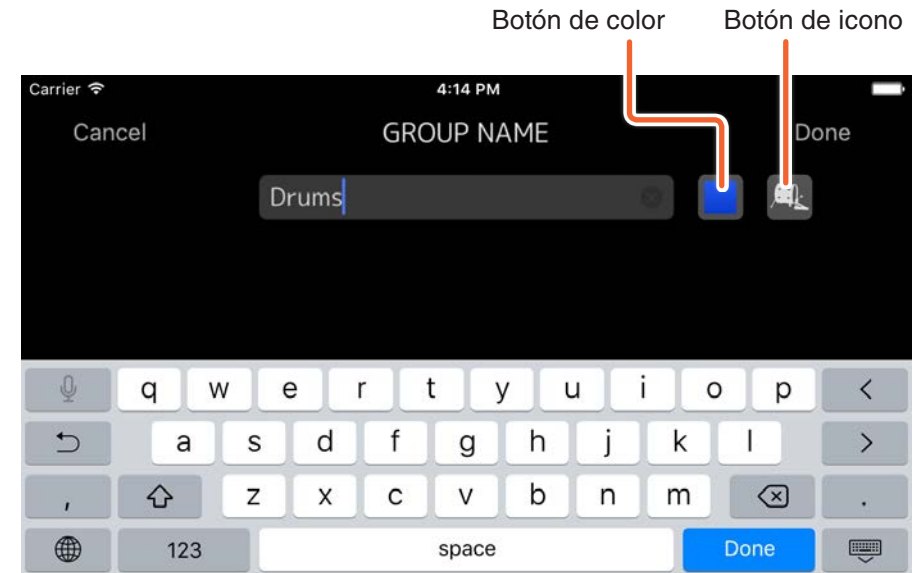 Botón de color Botón de icono
Carrier 4:14 PM
Cancel GROUP NAME Done
Drums
q w e r t y u i o p <
a s d f g h j k l >
, z x c v b n m .
123 space Done